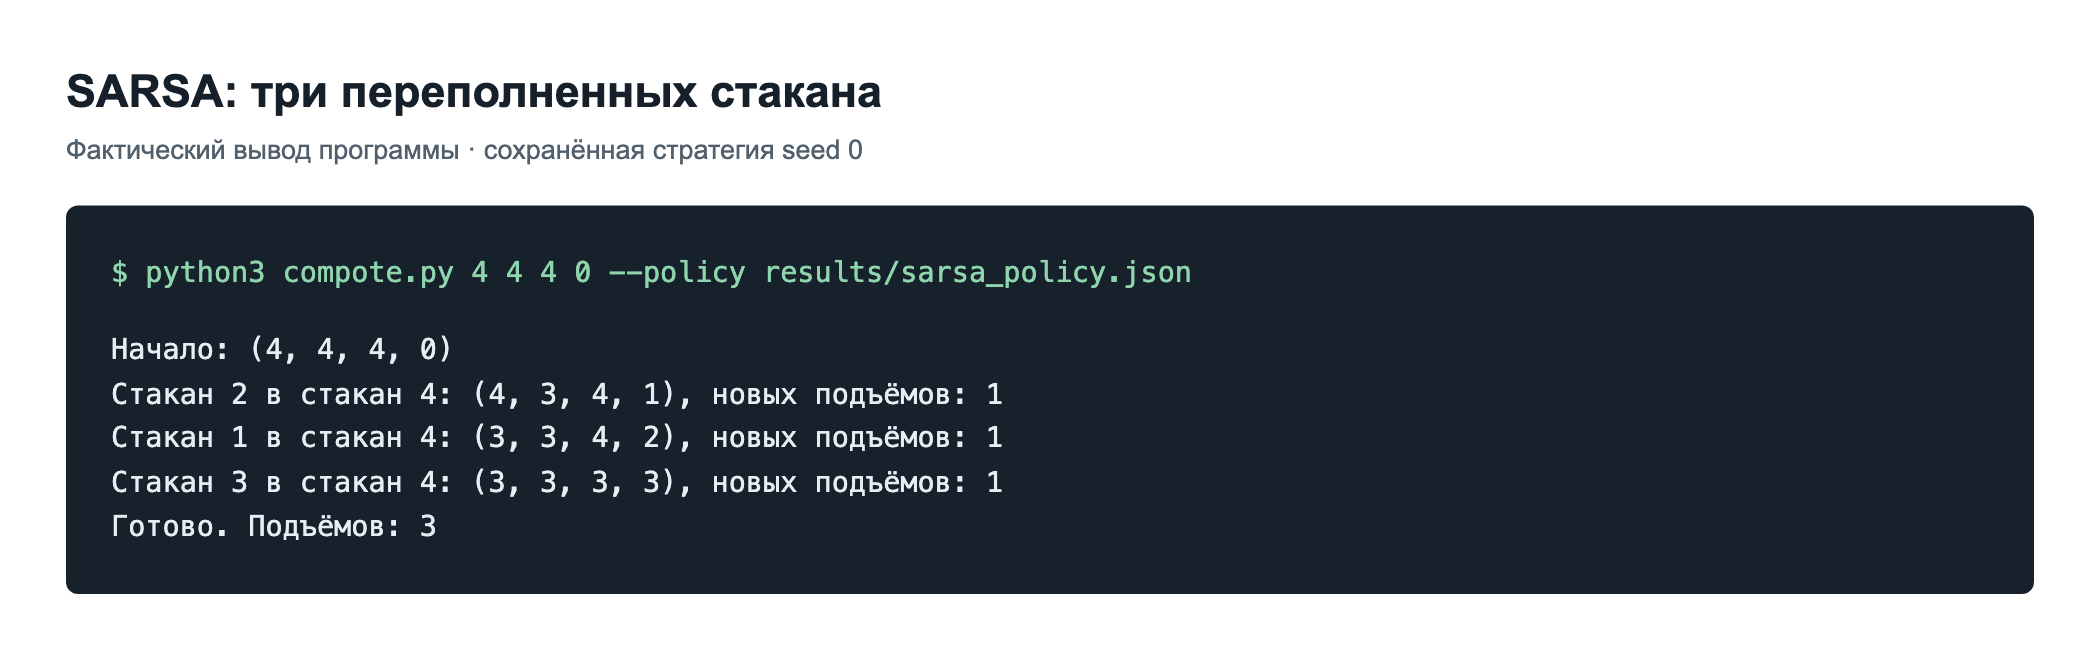 SARSA: три переполненных стакана
Фактический вывод программы · сохранённая стратегия seed 0
$ python3 compote.py 4 4 4 0 --policy results/sarsa_policy.json
Начало: (4, 4, 4, 0)
Стакан 2 в стакан 4: (4, 3, 4, 1), новых подъёмов: 1
Стакан 1 в стакан 4: (3, 3, 4, 2), новых подъёмов: 1
Стакан 3 в стакан 4: (3, 3, 3, 3), новых подъёмов: 1
Готово. Подъёмов: 3